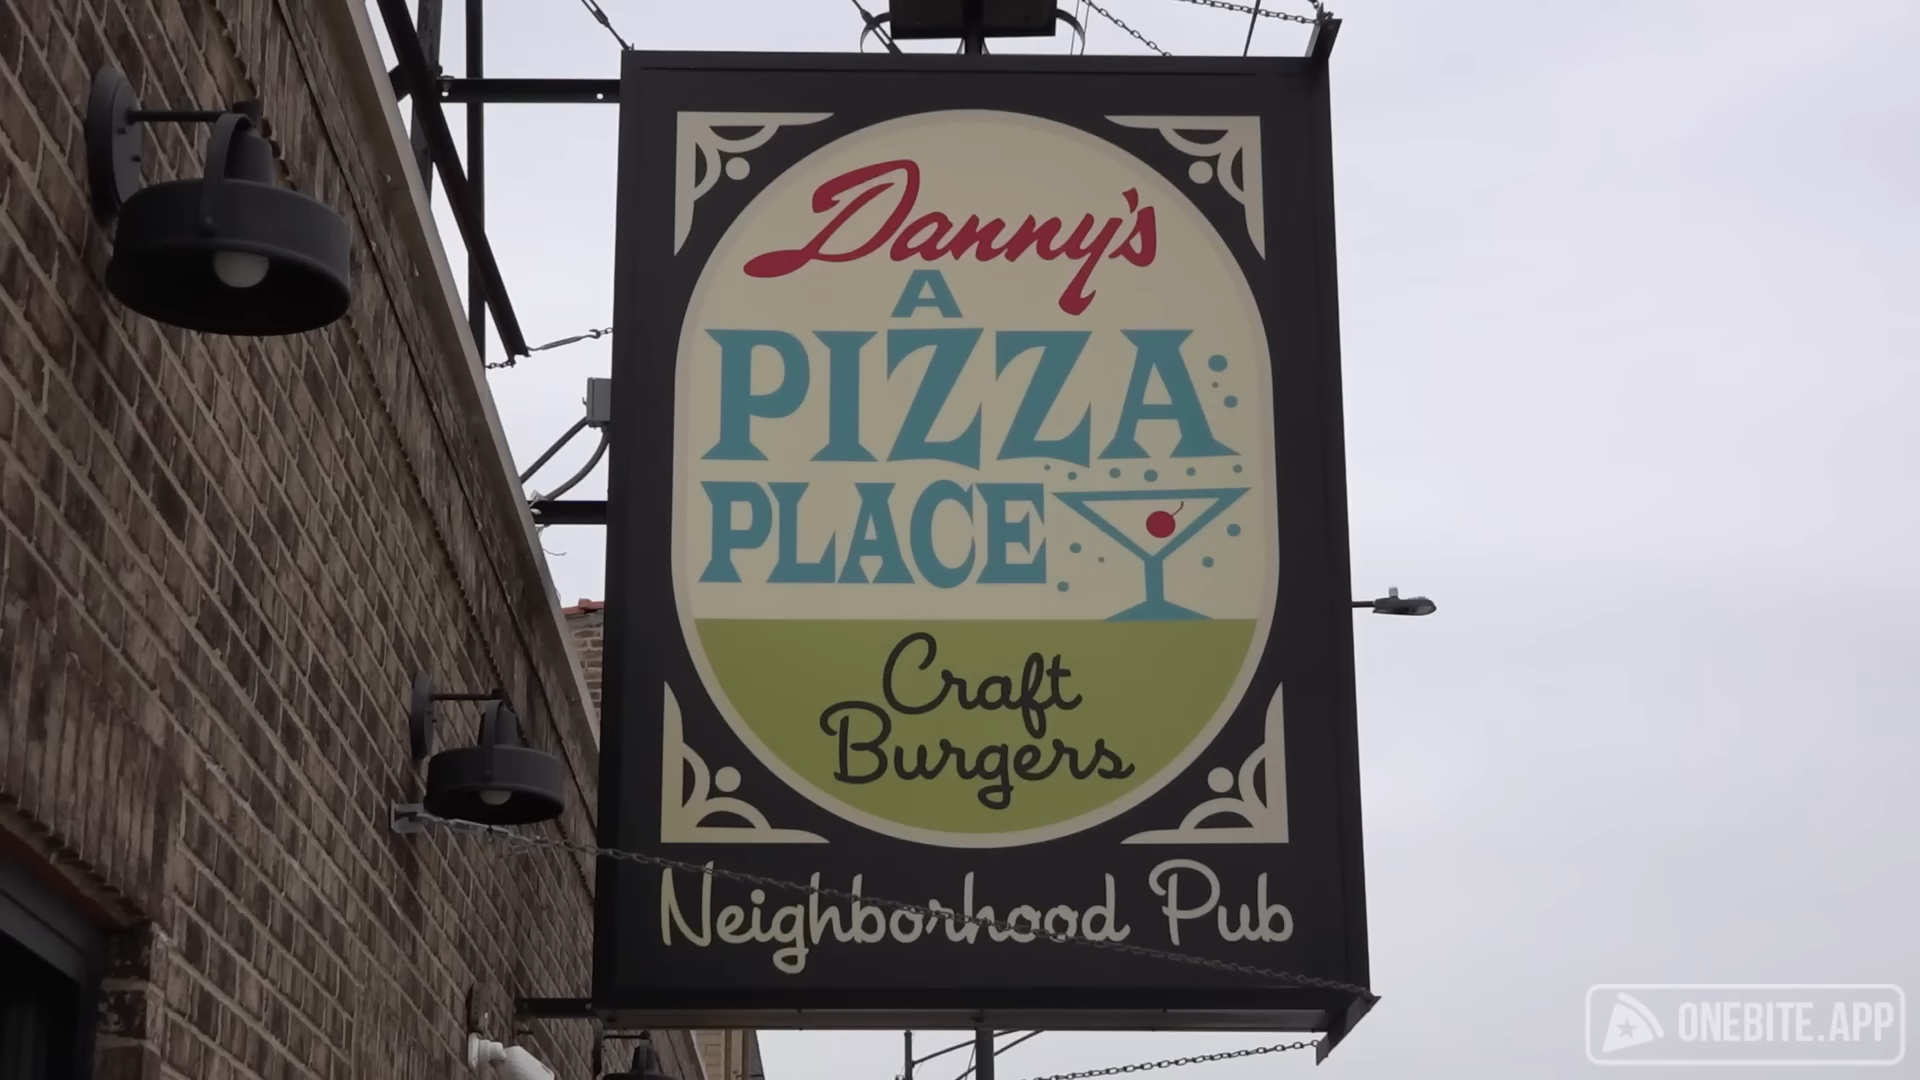 Danny's
A
PIZZA
PLACE
Craft
Burgers
Neighborhood Pub
ONEBITE.APP